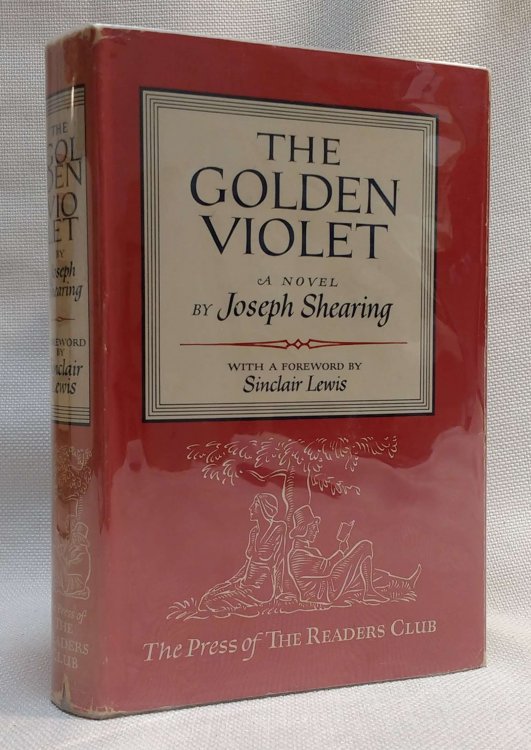 THE
GOLDEN
VIOLET
A NOVEL
BY Joseph Shearing
WITH A FOREWORD BY
Sinclair Lewis
The Press of THE READERS CLUB
THE
GOL
DEN
VIO
LET
BY
Joseph
Shearing
FOREWORD
BY
Sinclair
Lewis
The Press of
THE
READERS
CLUB